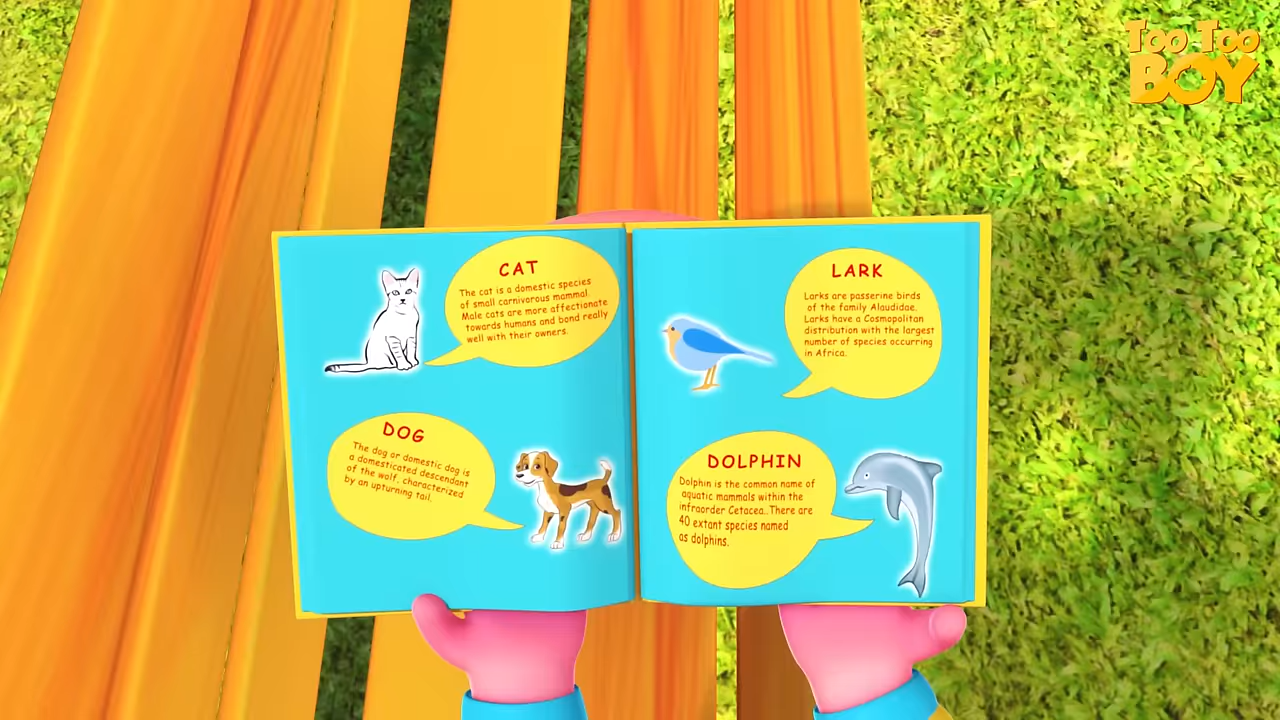 Too Too
BOY
CAT
The cat is a domestic species
of small carnivorous mammal.
Male cats are more affectionate
towards humans and bond really
well with their owners.
DOG
The dog or domestic dog is
a domesticated descendant
of the wolf, characterized
by an upturning tail.
LARK
Larks are passerine birds
of the family Alaudidae.
Larks have a Cosmopolitan
distribution with the largest
number of species occurring
in Africa.
DOLPHIN
Dolphin is the common name of
aquatic mammals within the
infraorder Cetacea..There are
40 extant species named
as dolphins.